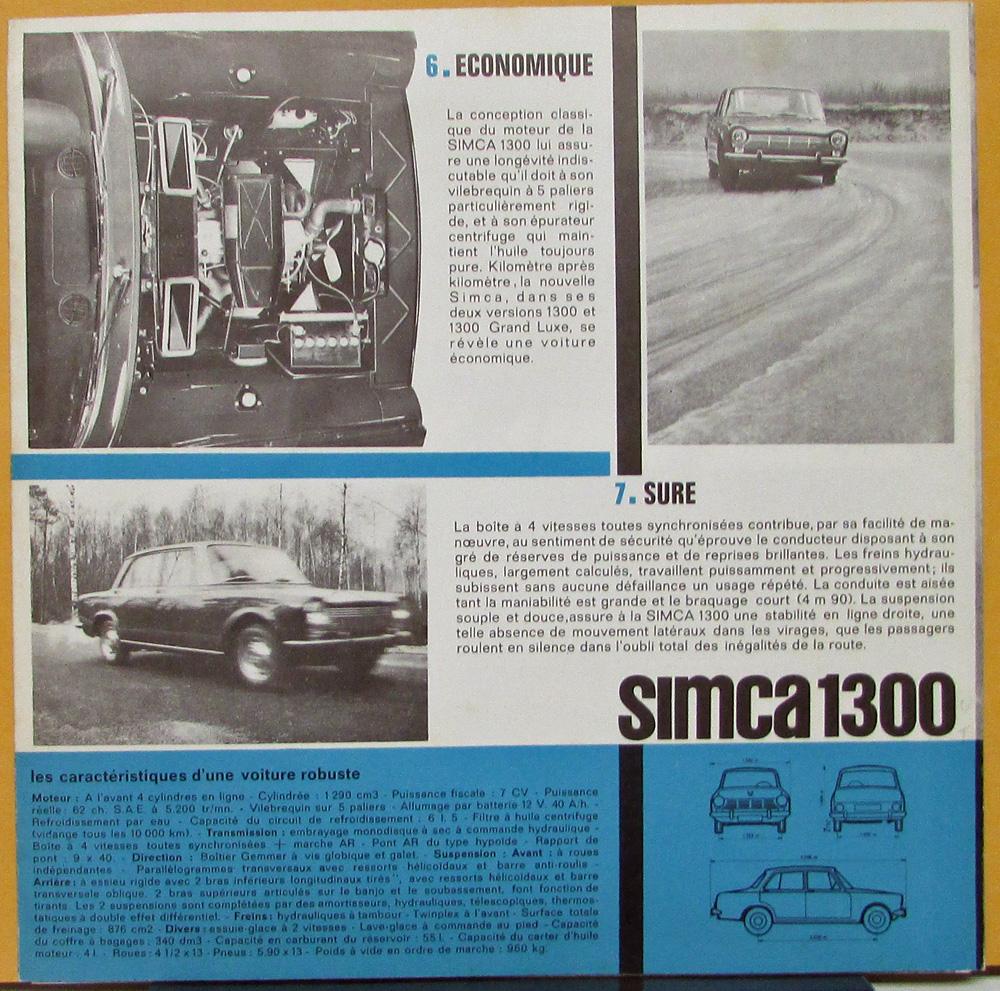 6. ECONOMIQUE
La conception classi-
que du moteur de la
SIMCA 1300 lui assu-
re une longévité indis-
cutable qu'il doit à son
vilebrequin à 5 paliers
particulièrement rigi-
de, et à son épurateur
centrifuge qui main-
tient l'huile toujours
pure. Kilomètre après
kilomètre, la nouvelle
Simca, dans ses
deux versions 1300 et
1300 Grand Luxe, se
révèle une voiture
économique.
7. SURE
La boîte à 4 vitesses toutes synchronisées contribue, par sa facilité de ma-
nœuvre, au sentiment de sécurité qu'éprouve le conducteur disposant à son
gré de réserves de puissance et de reprises brillantes. Les freins hydrau-
liques, largement calculés, travaillent puissamment et progressivement; ils
subissent sans aucune défaillance un usage répété. La conduite est aisée
tant la maniabilité est grande et le braquage court (4 m 90). La suspension
souple et douce, assure à la SIMCA 1300 une stabilité en ligne droite, une
telle absence de mouvement latéraux dans les virages, que les passagers
roulent en silence dans l'oubli total des inégalités de la route.
simca 1300
les caractéristiques d'une voiture robuste
Moteur : A l'avant 4 cylindres en ligne - Cylindrée : 1 290 cm3 - Puissance fiscale : 7 CV - Puissance
réelle : 62 ch. S.A.E. à 5.200 tr/mn. - Vilebrequin sur 5 paliers - Allumage par batterie 12 V. 40 A/h. -
Refroidissement par eau - Capacité du circuit de refroidissement : 6 l. 5 - Filtre à huile centrifuge
(vidange tous les 10 000 km). - Transmission : embrayage monodisque à sec à commande hydraulique -
Boîte à 4 vitesses toutes synchronisées + marche AR - Pont AR du type hypoïde - Rapport de
pont : 9 x 40. - Direction : Boîtier Gemmer à vis globique et galet. - Suspension : Avant : à roues
indépendantes - Parallélogrammes transversaux avec ressorts hélicoïdaux et barre anti-roulis -
Arrière : à essieu rigide avec 2 bras inférieurs longitudinaux "tirés", avec ressorts hélicoïdaux et barre
transversale oblique. 2 bras supérieurs articulés sur le banjo et le soubassement, font fonction de
tirants. Les 2 suspensions sont complétées par des amortisseurs, hydrauliques, télescopiques, thermos-
tatiques à double effet différentiel. - Freins : hydrauliques à tambour - Twinplex à l'avant - Surface totale
de freinage : 876 cm2 - Divers : essuie-glace à 2 vitesses - Lave-glace à commande au pied - Capacité
du coffre à bagages : 340 dm3 - Capacité en carburant du réservoir : 55 l. - Capacité du carter d'huile
moteur : 4 l. - Roues : 4 1/2 x 13 - Pneus : 5.90 x 13 - Poids à vide en ordre de marche : 960 kg.